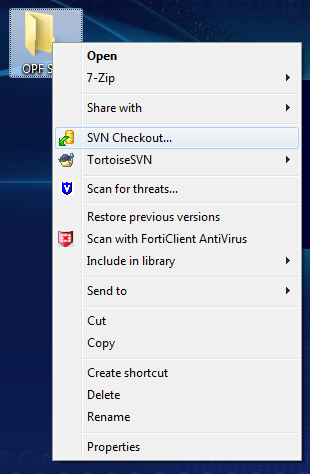 OPF S
Open
7-Zip
Share with
SVN Checkout...
TortoiseSVN
Scan for threats...
Restore previous versions
Scan with FortiClient AntiVirus
Include in library
Send to
Cut
Copy
Create shortcut
Delete
Rename
Properties